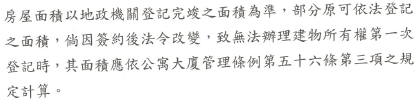 房屋面積以地政機關登記完竣之面積為準，部分原可依法登記
之面積，倘因簽約後法令改變，致無法辦理建物所有權第一次
登記時，其面積應依公寓大廈管理條例第五十六條第三項之規
定計算。